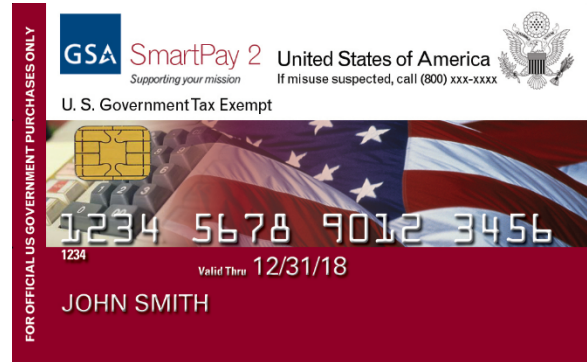 FOR OFFICIAL US GOVERNMENT PURCHASES ONLY
GSA SmartPay 2
Supporting your mission
United States of America
If misuse suspected, call (800) xxx-xxxx
U. S. Government Tax Exempt
1234 5678 9012 3456
1234
Valid Thru 12/31/18
JOHN SMITH